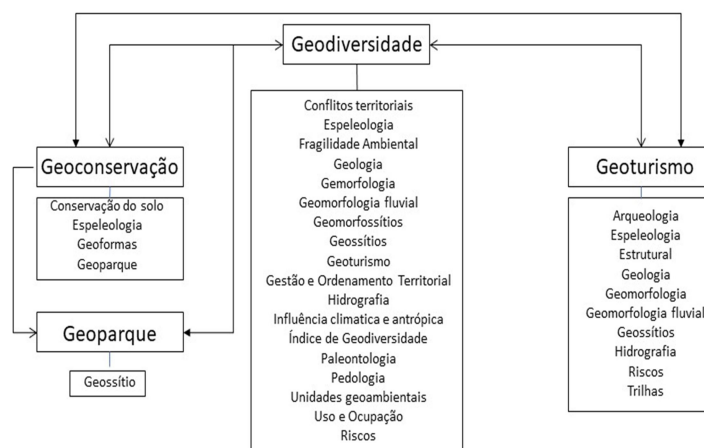 Geodiversidade
Conflitos territoriais
Espeleologia
Fragilidade Ambiental
Geologia
Gemorfologia
Geomorfologia fluvial
Geomorfossítios
Geossítios
Geoturismo
Gestão e Ordenamento Territorial
Hidrografia
Influência climatica e antrópica
Índice de Geodiversidade
Paleontologia
Pedologia
Unidades geoambientais
Uso e Ocupação
Riscos
Geoconservação
Conservação do solo
Espeleologia
Geoformas
Geoparque
Geoparque
Geossítio
Geoturismo
Arqueologia
Espeleologia
Estrutural
Geologia
Geomorfologia
Geomorfologia fluvial
Geossítios
Hidrografia
Riscos
Trilhas